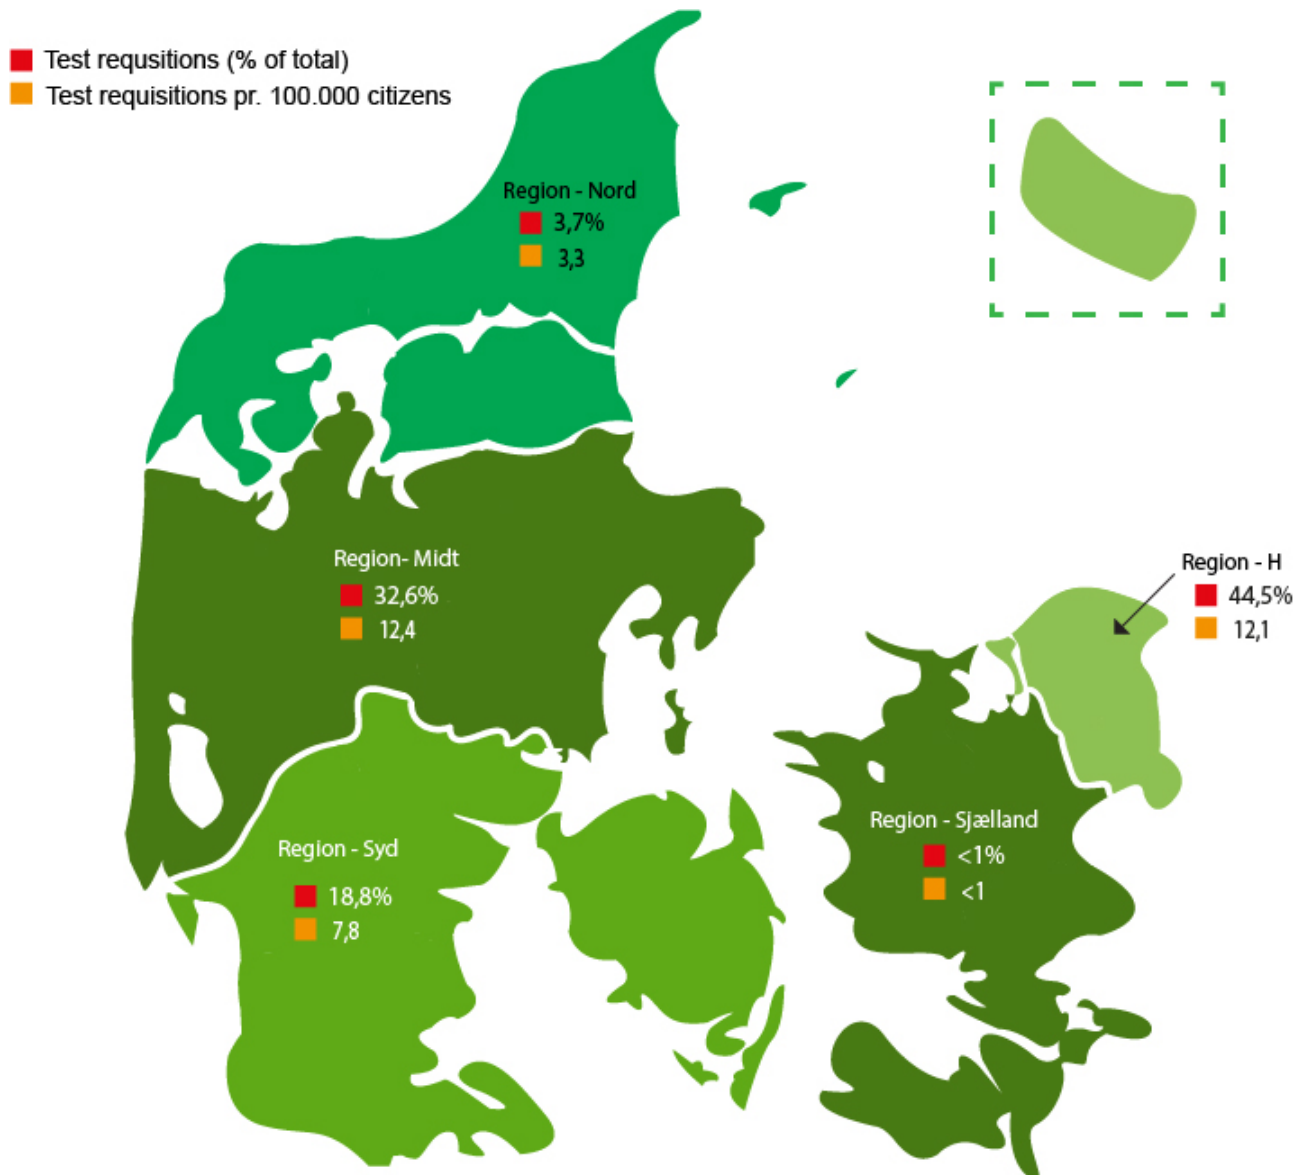 Test requsitions (% of total)
Test requisitions pr. 100.000 citizens
Region - Nord
3,7%
3,3
Region- Midt
32,6%
12,4
Region - H
44,5%
12,1
Region - Sjælland
<1%
<1
Region - Syd
18,8%
7,8